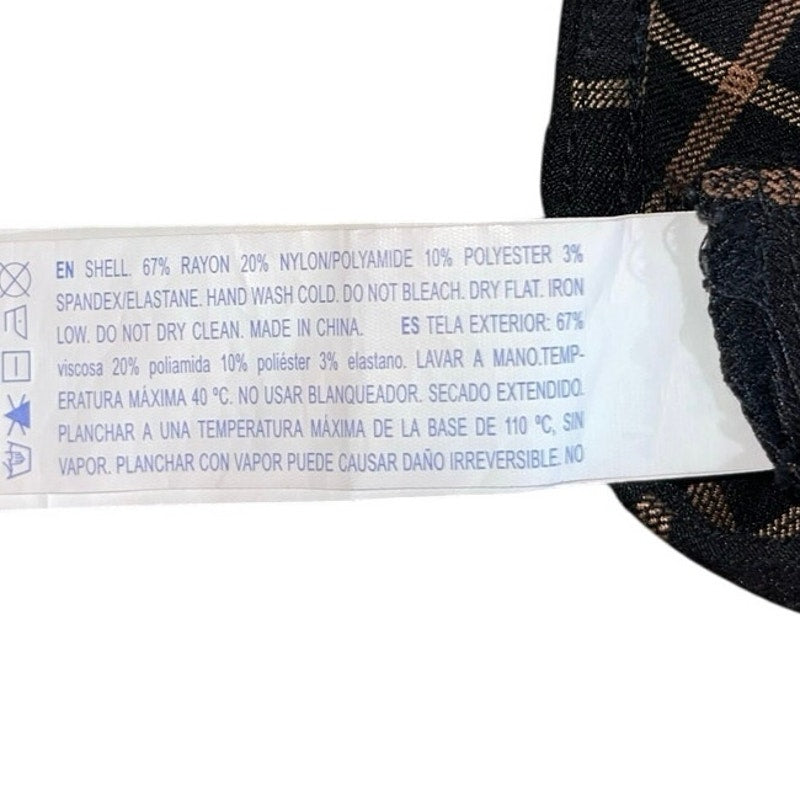 EN SHELL. 67% RAYON 20% NYLON/POLYAMIDE 10% POLYESTER 3%
SPANDEX/ELASTANE. HAND WASH COLD. DO NOT BLEACH. DRY FLAT. IRON
LOW. DO NOT DRY CLEAN. MADE IN CHINA. ES TELA EXTERIOR: 67%
viscosa 20% poliamida 10% poliéster 3% elastano. LAVAR A MANO.TEMP-
ERATURA MÁXIMA 40 ºC. NO USAR BLANQUEADOR. SECADO EXTENDIDO.
PLANCHAR A UNA TEMPERATURA MÁXIMA DE LA BASE DE 110 ºC, SIN
VAPOR. PLANCHAR CON VAPOR PUEDE CAUSAR DAÑO IRREVERSIBLE. NO